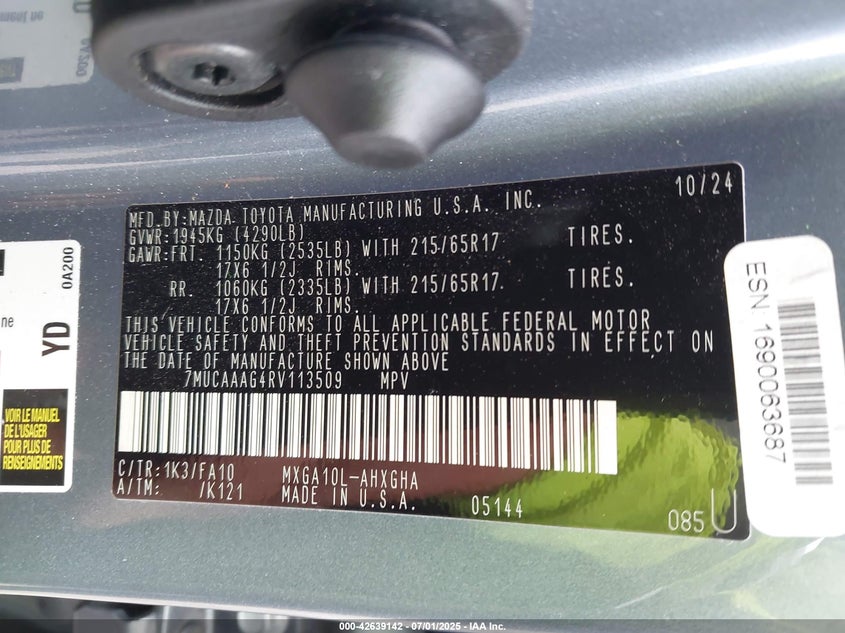 MFD.BY:MAZDA TOYOTA MANUFACTURING U.S.A. INC. 10/24
GVWR:1945KG (4290LB)
GAWR:FRT. 1150KG (2535LB) WITH 215/65R17 TIRES.
17X6 1/2J RIMS.
RR. 1060KG (2335LB) WITH 215/65R17. TIRES.
17X6 1/2J RIMS.
THIS VEHICLE CONFORMS TO ALL APPLICABLE FEDERAL MOTOR
VEHICLE SAFETY AND THEFT PREVENTION STANDARDS IN EFFECT ON
THE DATE OF MANUFACTURE SHOWN ABOVE
7MUCAAAG4RV113509 MPV
C/TR:1K3/FA10 MXGA10L-AHXGHA
A/TM: /K121 MADE IN U.S.A. 05144 085U
ESN: 1690063687
0A200
YD
VOIR LE MANUEL
DE L'USAGER
POUR PLUS DE
RENSEIGNEMENTS
000-42639142 - 07/01/2025 - IAA Inc.